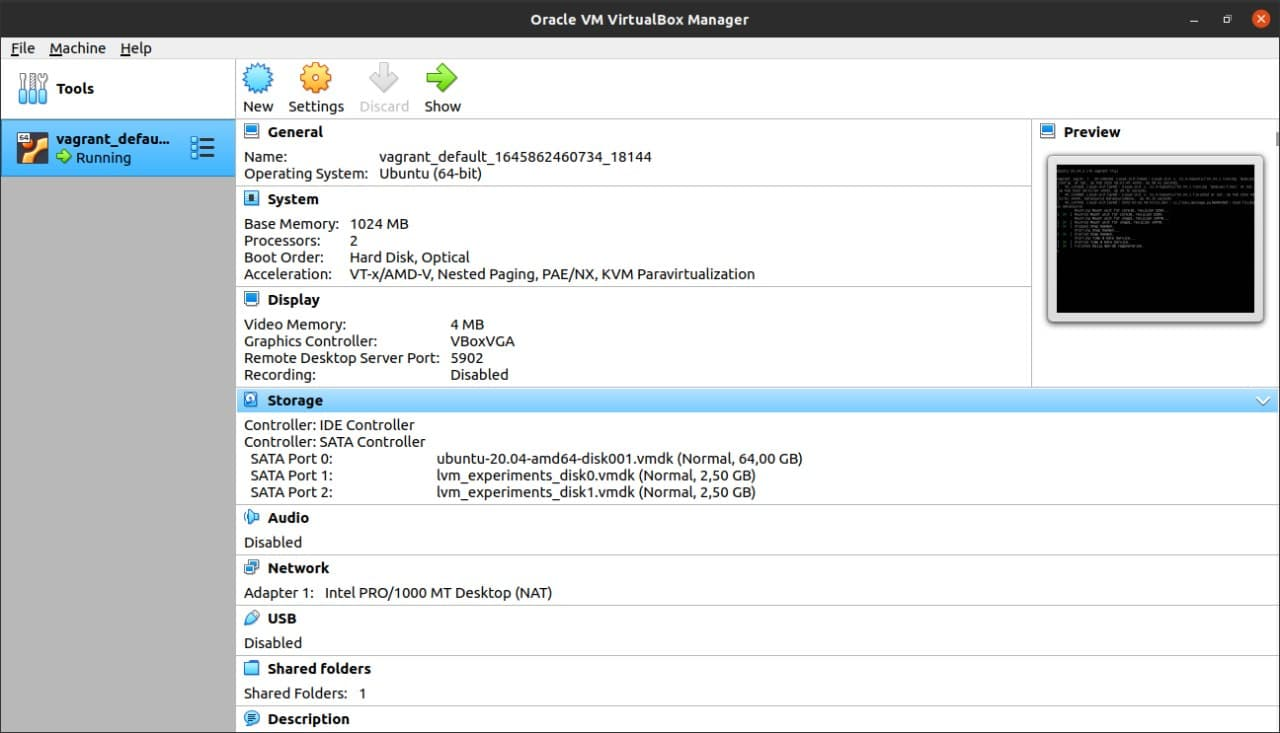 Oracle VM VirtualBox Manager
File Machine Help
Tools
New Settings Discard Show
64
vagrant_defau...
Running
General
Name: vagrant_default_1645862460734_18144
Operating System: Ubuntu (64-bit)
System
Base Memory: 1024 MB
Processors: 2
Boot Order: Hard Disk, Optical
Acceleration: VT-x/AMD-V, Nested Paging, PAE/NX, KVM Paravirtualization
Display
Video Memory: 4 MB
Graphics Controller: VBoxVGA
Remote Desktop Server Port: 5902
Recording: Disabled
Preview
Storage
Controller: IDE Controller
Controller: SATA Controller
SATA Port 0: ubuntu-20.04-amd64-disk001.vmdk (Normal, 64,00 GB)
SATA Port 1: lvm_experiments_disk0.vmdk (Normal, 2,50 GB)
SATA Port 2: lvm_experiments_disk1.vmdk (Normal, 2,50 GB)
Audio
Disabled
Network
Adapter 1: Intel PRO/1000 MT Desktop (NAT)
USB
Disabled
Shared folders
Shared Folders: 1
Description